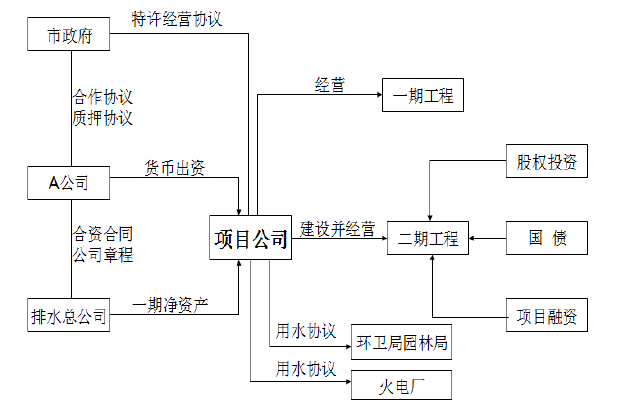 特许经营协议
市政府
经营
一期工程
合作协议
质押协议
股权投资
货币出资
A公司
合资合同
公司章程
项目公司
建设并经营
二期工程
国 债
一期净资产
排水总公司
项目融资
用水协议
环卫局园林局
用水协议
火电厂